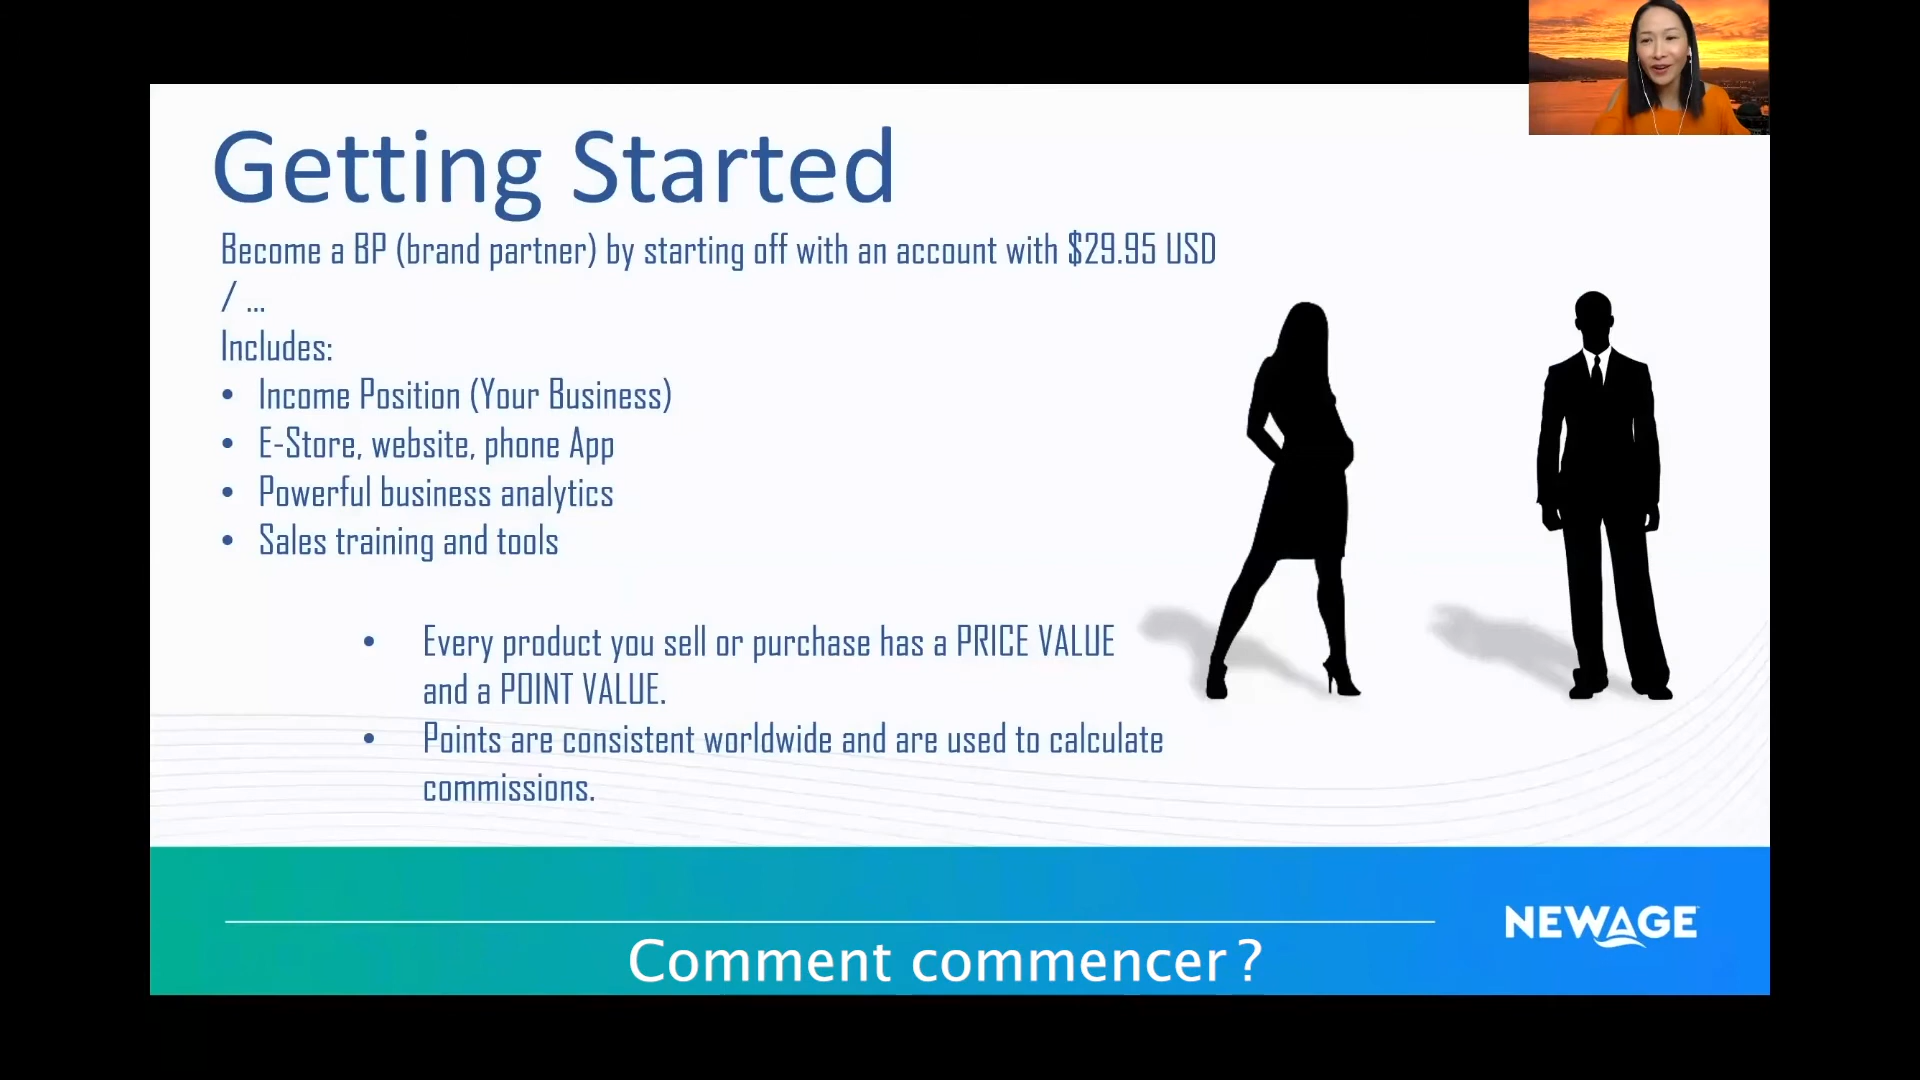 Getting Started
Become a BP (brand partner) by starting off with an account with $29.95 USD
/ ...
Includes:
• Income Position (Your Business)
• E-Store, website, phone App
• Powerful business analytics
• Sales training and tools
• Every product you sell or purchase has a PRICE VALUE
and a POINT VALUE.
• Points are consistent worldwide and are used to calculate
commissions.
NEWAGE
Comment commencer ?